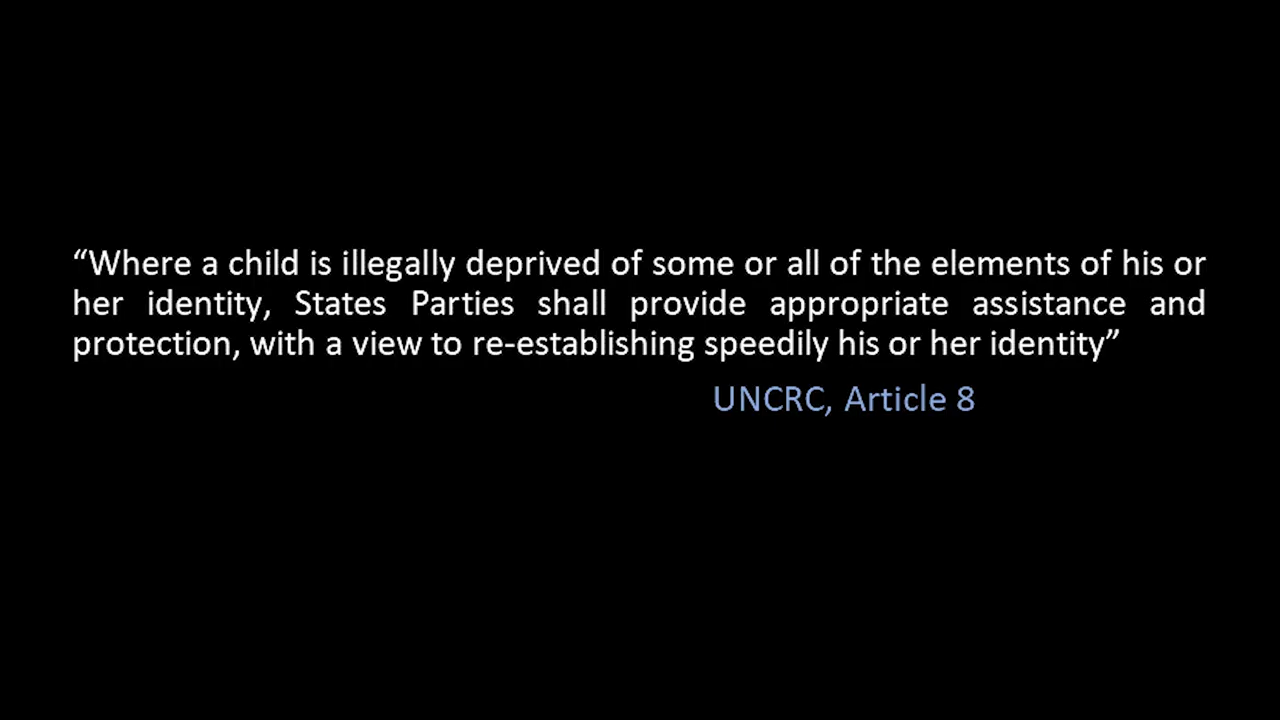 “Where a child is illegally deprived of some or all of the elements of his or
her identity, States Parties shall provide appropriate assistance and
protection, with a view to re-establishing speedily his or her identity”
UNCRC, Article 8